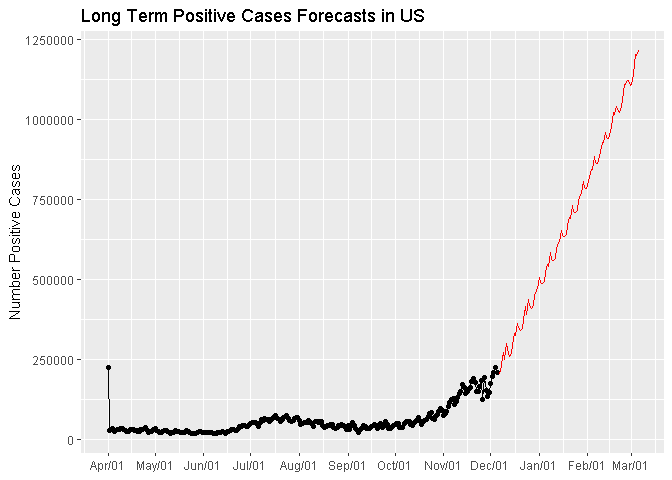 Long Term Positive Cases Forecasts in US
Number Positive Cases
1250000
1000000
750000
500000
250000
0
Apr/01 May/01 Jun/01 Jul/01 Aug/01 Sep/01 Oct/01 Nov/01 Dec/01 Jan/01 Feb/01 Mar/01